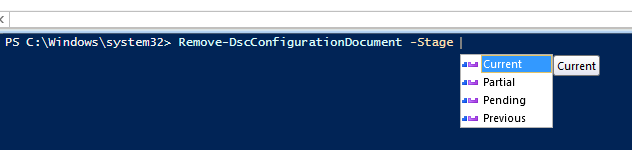 PS C:\Windows\system32> Remove-DscConfigurationDocument -Stage
Current Current
Partial
Pending
Previous